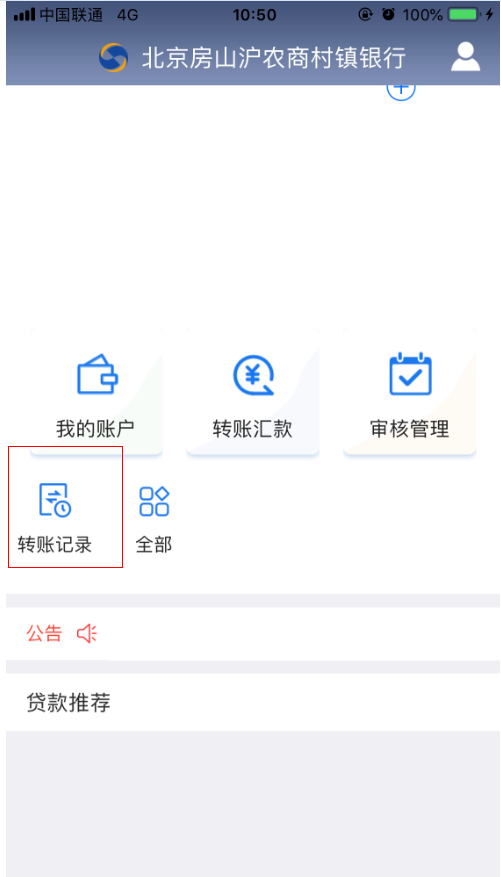 中国联通 4G 10:50 100%
北京房山沪农商村镇银行
我的账户 转账汇款 审核管理
转账记录 全部
公告
贷款推荐